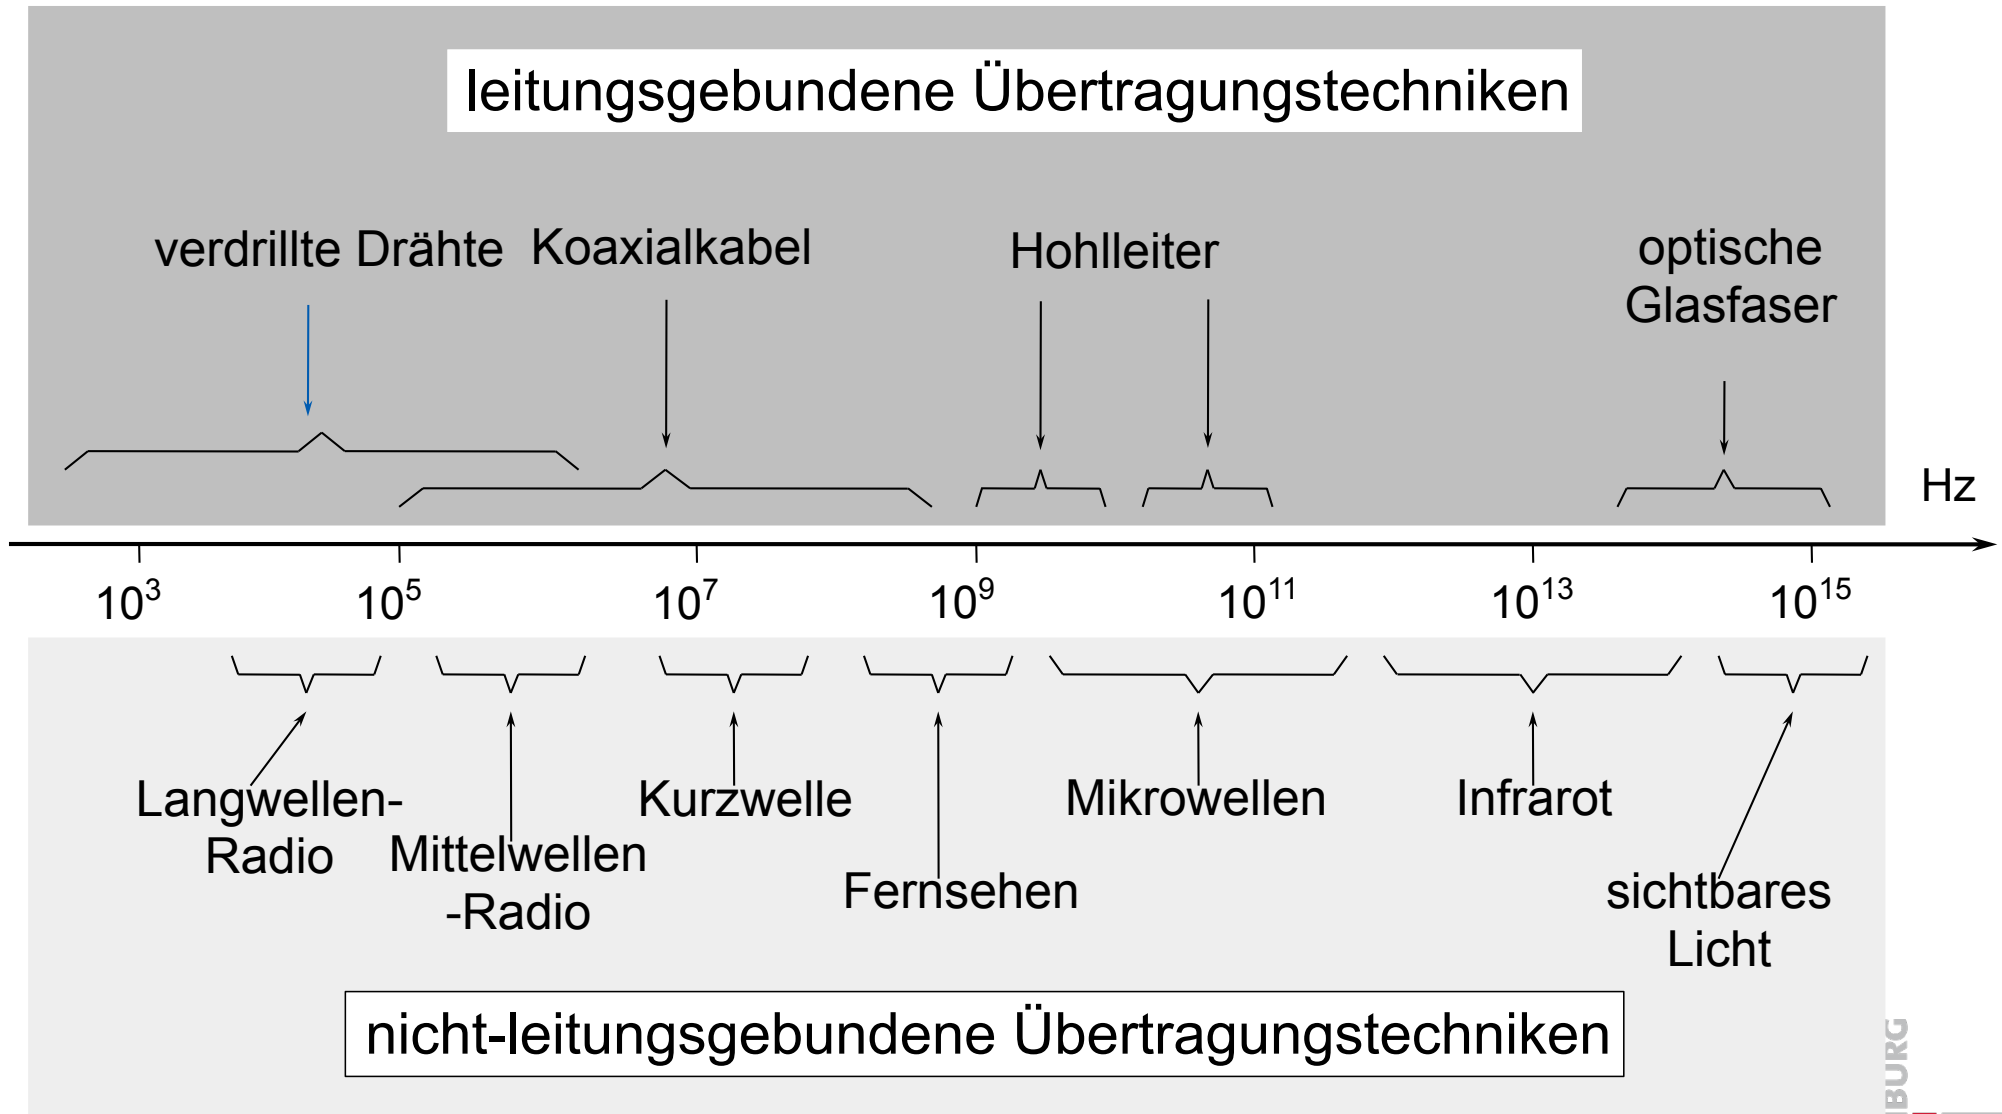 leitungsgebundene Übertragungstechniken
verdrillte Drähte Koaxialkabel Hohlleiter optische
Glasfaser
Hz
10³ 10⁵ 10⁷ 10⁹ 10¹¹ 10¹³ 10¹⁵
Langwellen-
Radio
Mittelwellen
-Radio
Kurzwelle
Fernsehen
Mikrowellen
Infrarot
sichtbares
Licht
nicht-leitungsgebundene Übertragungstechniken
BURG